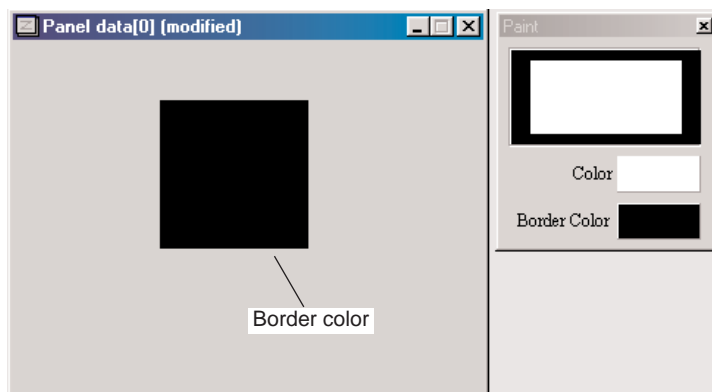 Panel data[0] (modified)
Paint
Color
Border Color
Border color